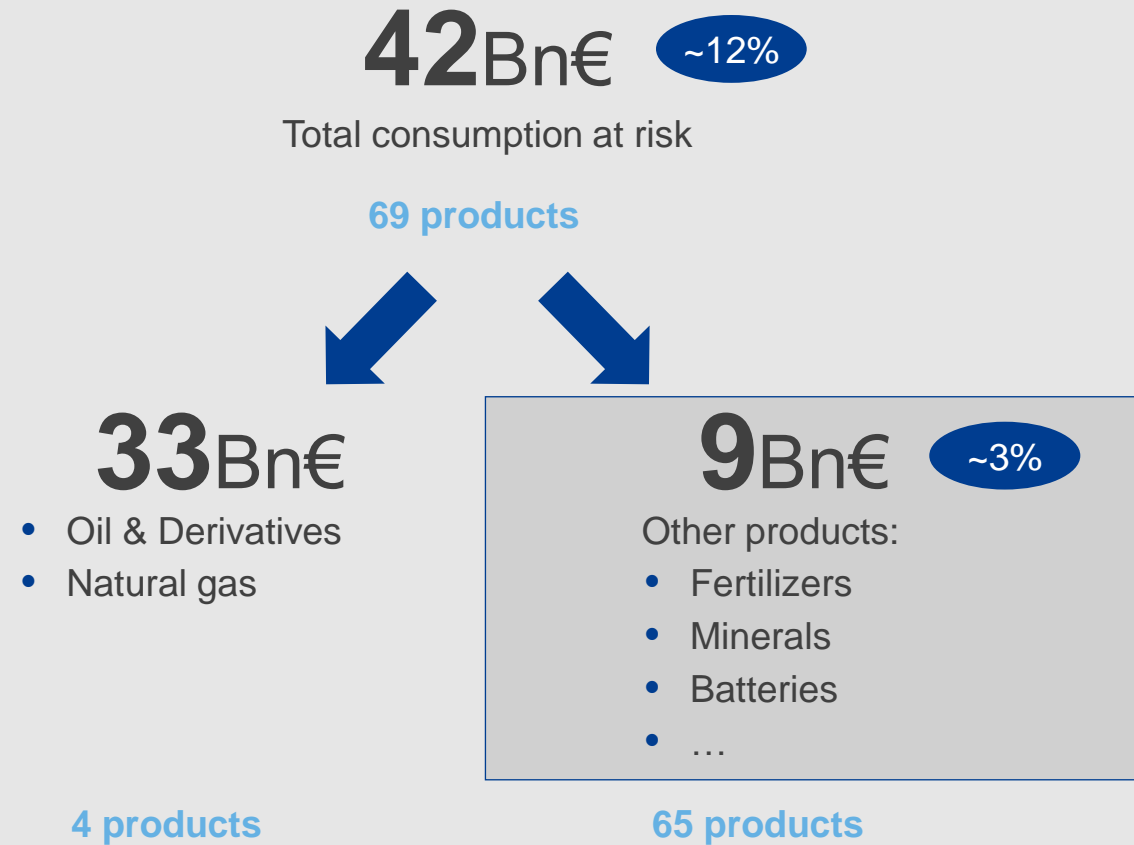 42Bn€ ~12%
Total consumption at risk
69 products
33Bn€
• Oil & Derivatives
• Natural gas
4 products
9Bn€ ~3%
Other products:
• Fertilizers
• Minerals
• Batteries
• …
65 products